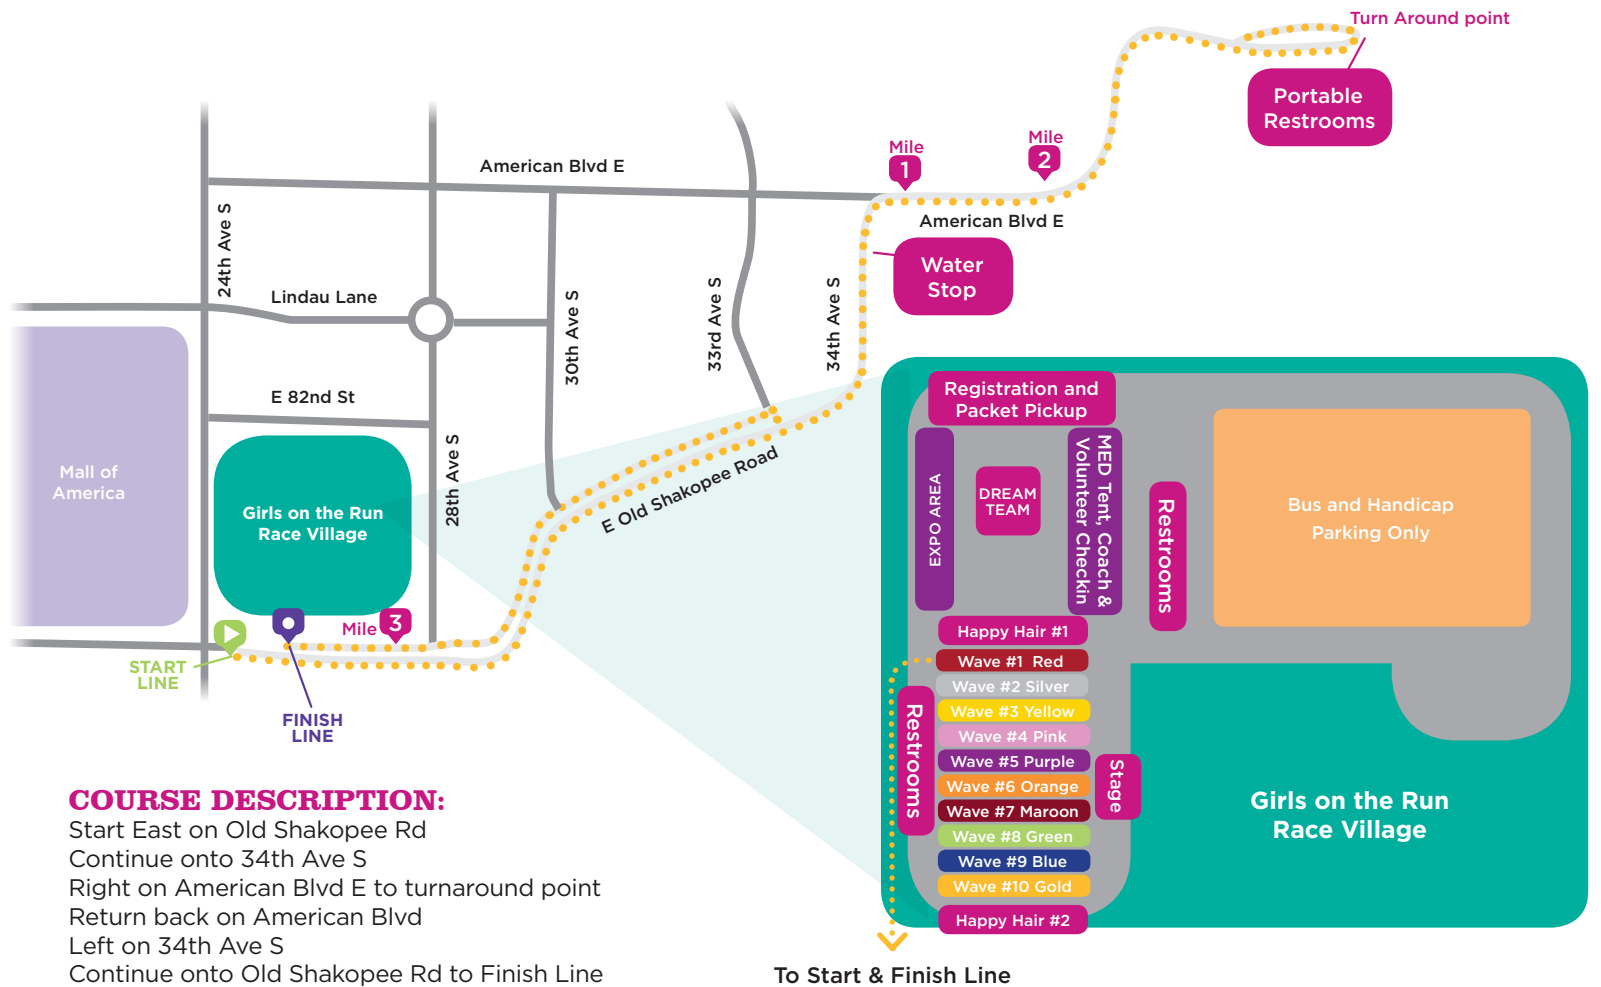 Turn Around point
Portable
Restrooms
Mile
1
Mile
2
American Blvd E
American Blvd E
Water
Stop
24th Ave S
Lindau Lane
30th Ave S
33rd Ave S
34th Ave S
E 82nd St
28th Ave S
Mall of
America
Girls on the Run
Race Village
E Old Shakopee Road
Mile
3
START
LINE
FINISH
LINE
Registration and
Packet Pickup
EXPO AREA
DREAM
TEAM
MED Tent, Coach &
Volunteer Checkin
Restrooms
Bus and Handicap
Parking Only
Happy Hair #1
Wave #1 Red
Wave #2 Silver
Wave #3 Yellow
Wave #4 Pink
Wave #5 Purple
Wave #6 Orange
Wave #7 Maroon
Wave #8 Green
Wave #9 Blue
Wave #10 Gold
Happy Hair #2
Restrooms
Stage
Girls on the Run
Race Village
To Start & Finish Line
COURSE DESCRIPTION:
Start East on Old Shakopee Rd
Continue onto 34th Ave S
Right on American Blvd E to turnaround point
Return back on American Blvd
Left on 34th Ave S
Continue onto Old Shakopee Rd to Finish Line